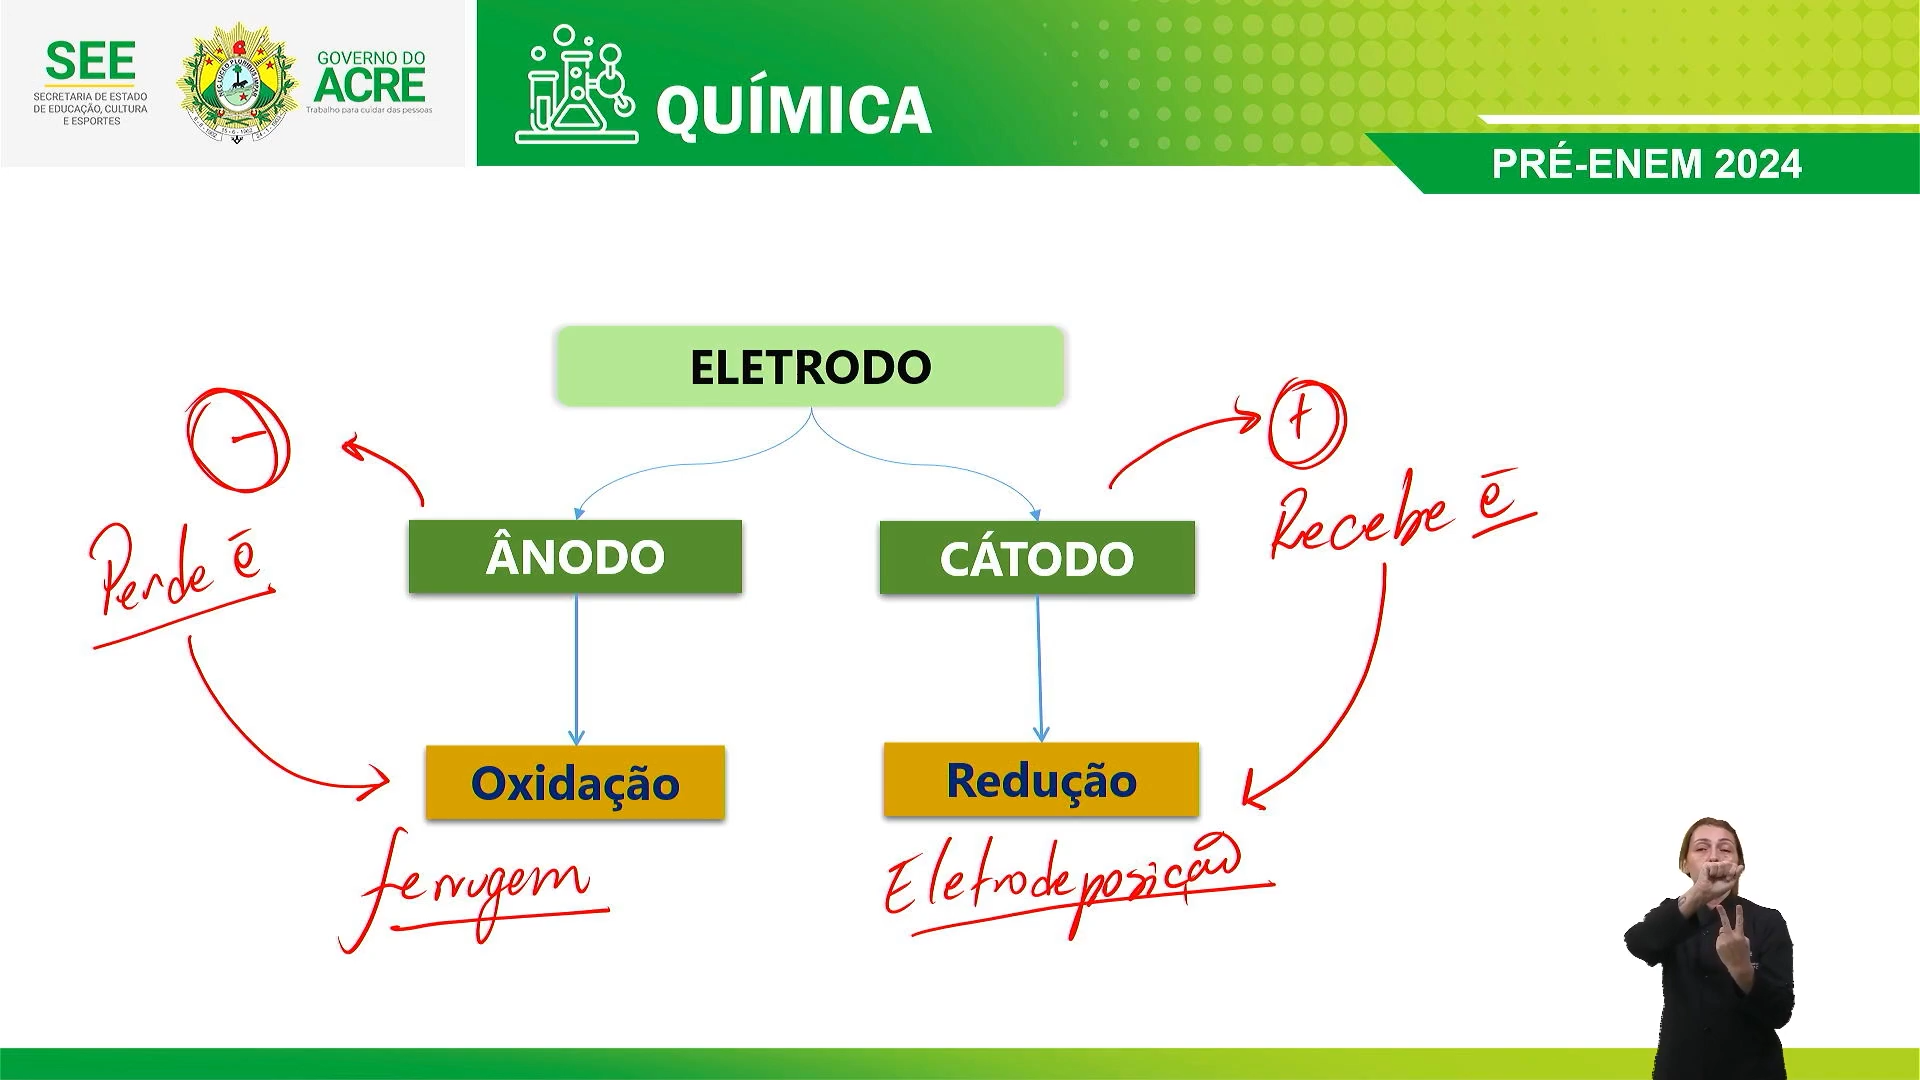 SEE
SECRETARIA DE ESTADO
DE EDUCAÇÃO, CULTURA
E ESPORTES
GOVERNO DO
ACRE
Trabalho para cuidar das pessoas
QUÍMICA
PRÉ-ENEM 2024
ELETRODO
−
+
Perde ē
Recebe ē
ÂNODO
CÁTODO
Oxidação
Redução
ferrugem
Eletrodeposição